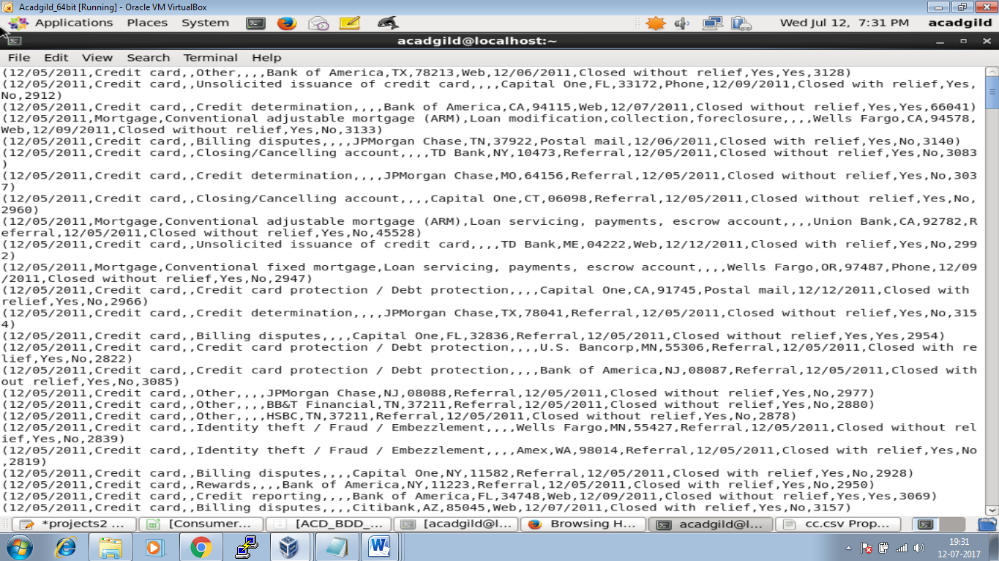 Acadgild_64bit [Running] - Oracle VM VirtualBox
Applications Places System Wed Jul 12, 7:31 PM acadgild
acadgild@localhost:~
File Edit View Search Terminal Help
(12/05/2011,Credit card,,Other,,,,Bank of America,TX,78213,Web,12/06/2011,Closed without relief,Yes,Yes,3128)
(12/05/2011,Credit card,,Unsolicited issuance of credit card,,,,Capital One,FL,33172,Phone,12/09/2011,Closed with relief,Yes,
No,2912)
(12/05/2011,Credit card,,Credit determination,,,,Bank of America,CA,94115,Web,12/07/2011,Closed without relief,Yes,Yes,66041)
(12/05/2011,Mortgage,Conventional adjustable mortgage (ARM),Loan modification,collection,foreclosure,,,,Wells Fargo,CA,94578,
Web,12/09/2011,Closed without relief,Yes,No,3133)
(12/05/2011,Credit card,,Billing disputes,,,,JPMorgan Chase,TN,37922,Postal mail,12/06/2011,Closed with relief,Yes,No,3140)
(12/05/2011,Credit card,,Closing/Cancelling account,,,,TD Bank,NY,10473,Referral,12/05/2011,Closed without relief,Yes,No,3083
)
(12/05/2011,Credit card,,Credit determination,,,,JPMorgan Chase,MO,64156,Referral,12/05/2011,Closed without relief,Yes,No,303
7)
(12/05/2011,Credit card,,Closing/Cancelling account,,,,Capital One,CT,06098,Referral,12/05/2011,Closed without relief,Yes,No,
2960)
(12/05/2011,Mortgage,Conventional adjustable mortgage (ARM),Loan servicing, payments, escrow account,,,,Union Bank,CA,92782,R
eferral,12/05/2011,Closed without relief,Yes,No,45528)
(12/05/2011,Credit card,,Unsolicited issuance of credit card,,,,TD Bank,ME,04222,Web,12/12/2011,Closed with relief,Yes,No,299
2)
(12/05/2011,Mortgage,Conventional fixed mortgage,Loan servicing, payments, escrow account,,,,Wells Fargo,OR,97487,Phone,12/09
/2011,Closed without relief,Yes,No,2947)
(12/05/2011,Credit card,,Credit card protection / Debt protection,,,,Capital One,CA,91745,Postal mail,12/12/2011,Closed with
relief,Yes,No,2966)
(12/05/2011,Credit card,,Credit determination,,,,JPMorgan Chase,TX,78041,Referral,12/05/2011,Closed without relief,Yes,No,315
4)
(12/05/2011,Credit card,,Billing disputes,,,,Capital One,FL,32836,Referral,12/05/2011,Closed without relief,Yes,Yes,2954)
(12/05/2011,Credit card,,Credit card protection / Debt protection,,,,U.S. Bancorp,MN,55306,Referral,12/05/2011,Closed with re
lief,Yes,No,2822)
(12/05/2011,Credit card,,Credit card protection / Debt protection,,,,Bank of America,NJ,08087,Referral,12/05/2011,Closed with
out relief,Yes,No,3085)
(12/05/2011,Credit card,,Other,,,,JPMorgan Chase,NJ,08088,Referral,12/05/2011,Closed without relief,Yes,No,2977)
(12/05/2011,Credit card,,Other,,,,BB&T Financial,TN,37211,Referral,12/05/2011,Closed without relief,Yes,No,2880)
(12/05/2011,Credit card,,Other,,,,HSBC,TN,37211,Referral,12/05/2011,Closed without relief,Yes,No,2878)
(12/05/2011,Credit card,,Identity theft / Fraud / Embezzlement,,,,Wells Fargo,MN,55427,Referral,12/05/2011,Closed without rel
ief,Yes,No,2839)
(12/05/2011,Credit card,,Identity theft / Fraud / Embezzlement,,,,Amex,WA,98014,Referral,12/05/2011,Closed with relief,Yes,No
,2819)
(12/05/2011,Credit card,,Billing disputes,,,,Capital One,NY,11582,Referral,12/05/2011,Closed with relief,Yes,No,2928)
(12/05/2011,Credit card,,Rewards,,,,Bank of America,NY,11223,Referral,12/05/2011,Closed with relief,Yes,No,2950)
(12/05/2011,Credit card,,Credit reporting,,,,Bank of America,FL,34748,Web,12/09/2011,Closed without relief,Yes,Yes,3069)
(12/05/2011,Credit card,,Billing disputes,,,,Citibank,AZ,85045,Web,12/07/2011,Closed with relief,Yes,No,3157)
*projects2 ... [Consumer... [ACD_BDD_... [acadgild@l... Browsing H... acadgild@l... cc.csv Prop...
19:31
12-07-2017